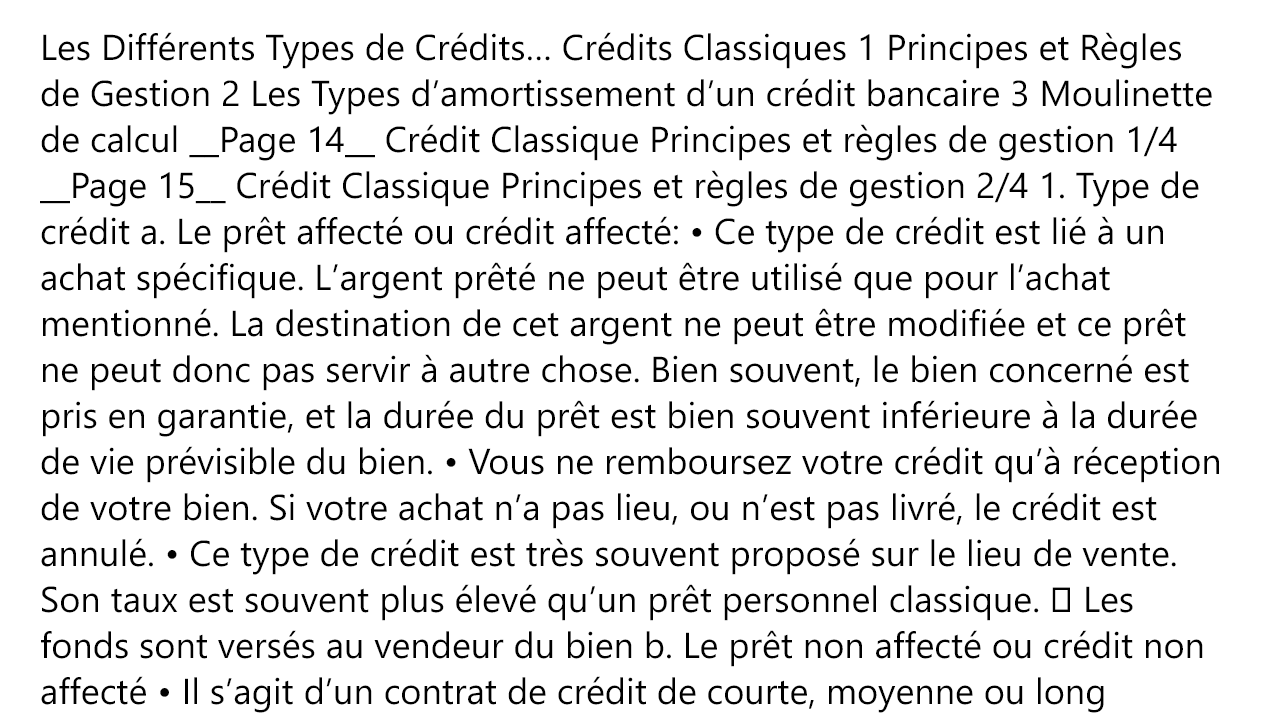 Les Différents Types de Crédits... Crédits Classiques 1 Principes et Règles
de Gestion 2 Les Types d’amortissement d’un crédit bancaire 3 Moulinette
de calcul __Page 14__ Crédit Classique Principes et règles de gestion 1/4
__Page 15__ Crédit Classique Principes et règles de gestion 2/4 1. Type de
crédit a. Le prêt affecté ou crédit affecté: • Ce type de crédit est lié à un
achat spécifique. L’argent prêté ne peut être utilisé que pour l’achat
mentionné. La destination de cet argent ne peut être modifiée et ce prêt
ne peut donc pas servir à autre chose. Bien souvent, le bien concerné est
pris en garantie, et la durée du prêt est bien souvent inférieure à la durée
de vie prévisible du bien. • Vous ne remboursez votre crédit qu’à réception
de votre bien. Si votre achat n’a pas lieu, ou n’est pas livré, le crédit est
annulé. • Ce type de crédit est très souvent proposé sur le lieu de vente.
Son taux est souvent plus élevé qu’un prêt personnel classique.  Les
fonds sont versés au vendeur du bien b. Le prêt non affecté ou crédit non
affecté • Il s’agit d’un contrat de crédit de courte, moyenne ou long